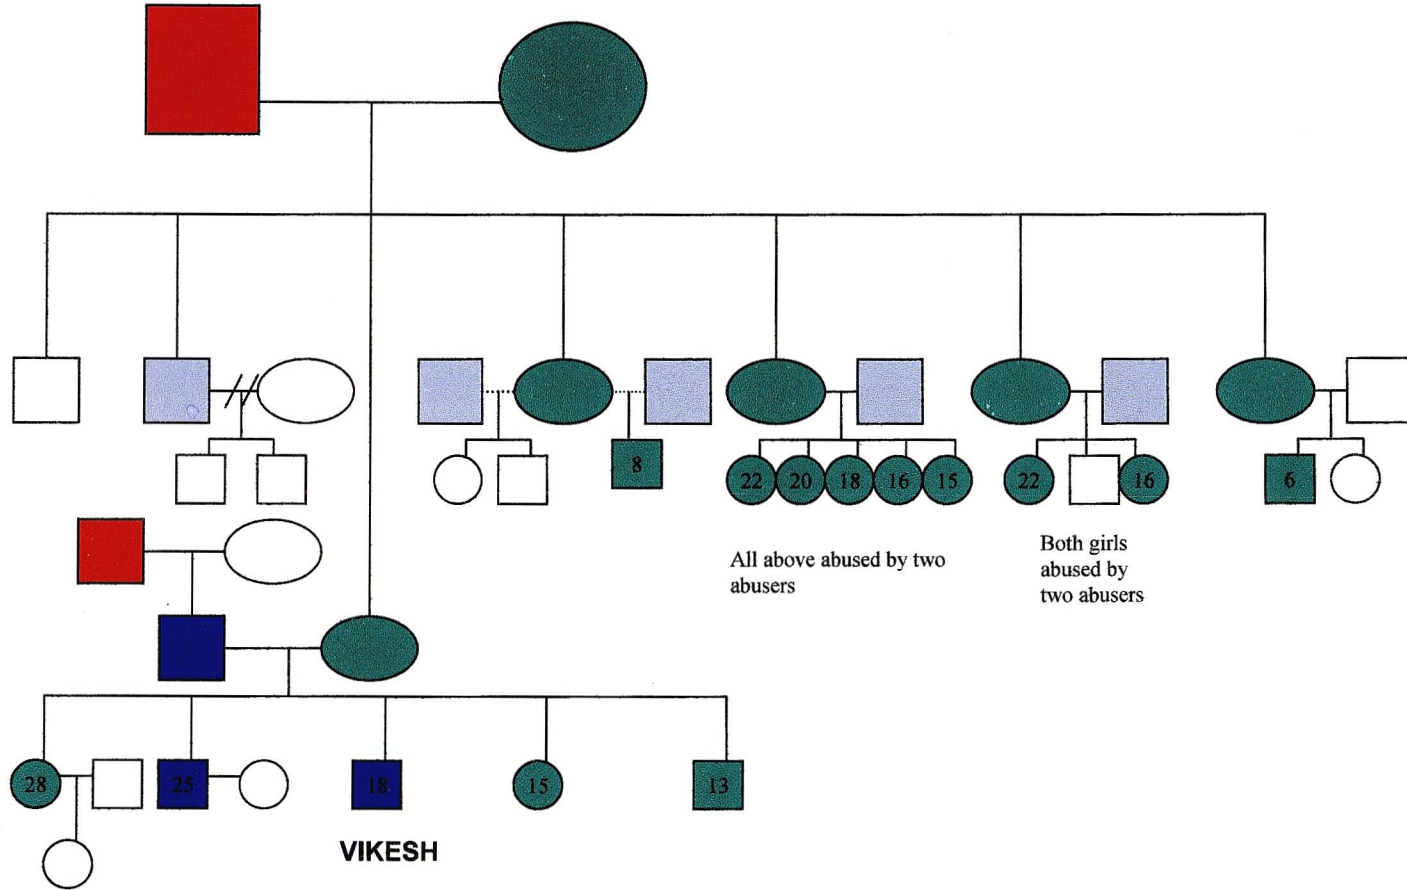 8
22 20 18 16 15
22 16
6
All above abused by two
abusers
Both girls
abused by
two abusers
28 25 18 15 13
VIKESH